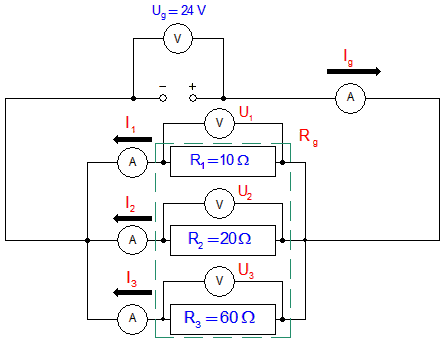 U_g = 24 V
V
I_g
− +
A
I_1
U_1
V
R_g
A
R_1=10 Ω
I_2
U_2
V
A
R_2=20 Ω
I_3
U_3
V
A
R_3=60 Ω